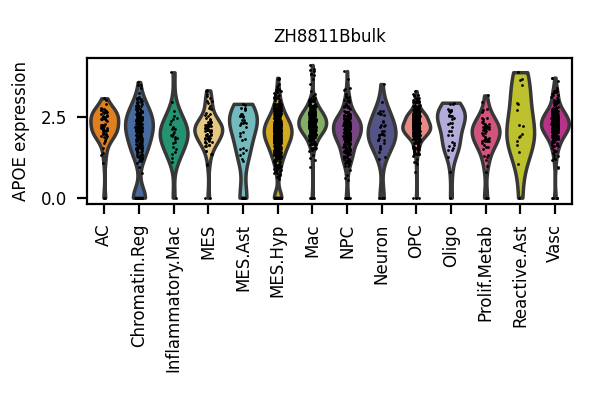 ZH8811Bbulk
APOE expression
2.5
0.0
AC
Chromatin.Reg
Inflammatory.Mac
MES
MES.Ast
MES.Hyp
Mac
NPC
Neuron
OPC
Oligo
Prolif.Metab
Reactive.Ast
Vasc